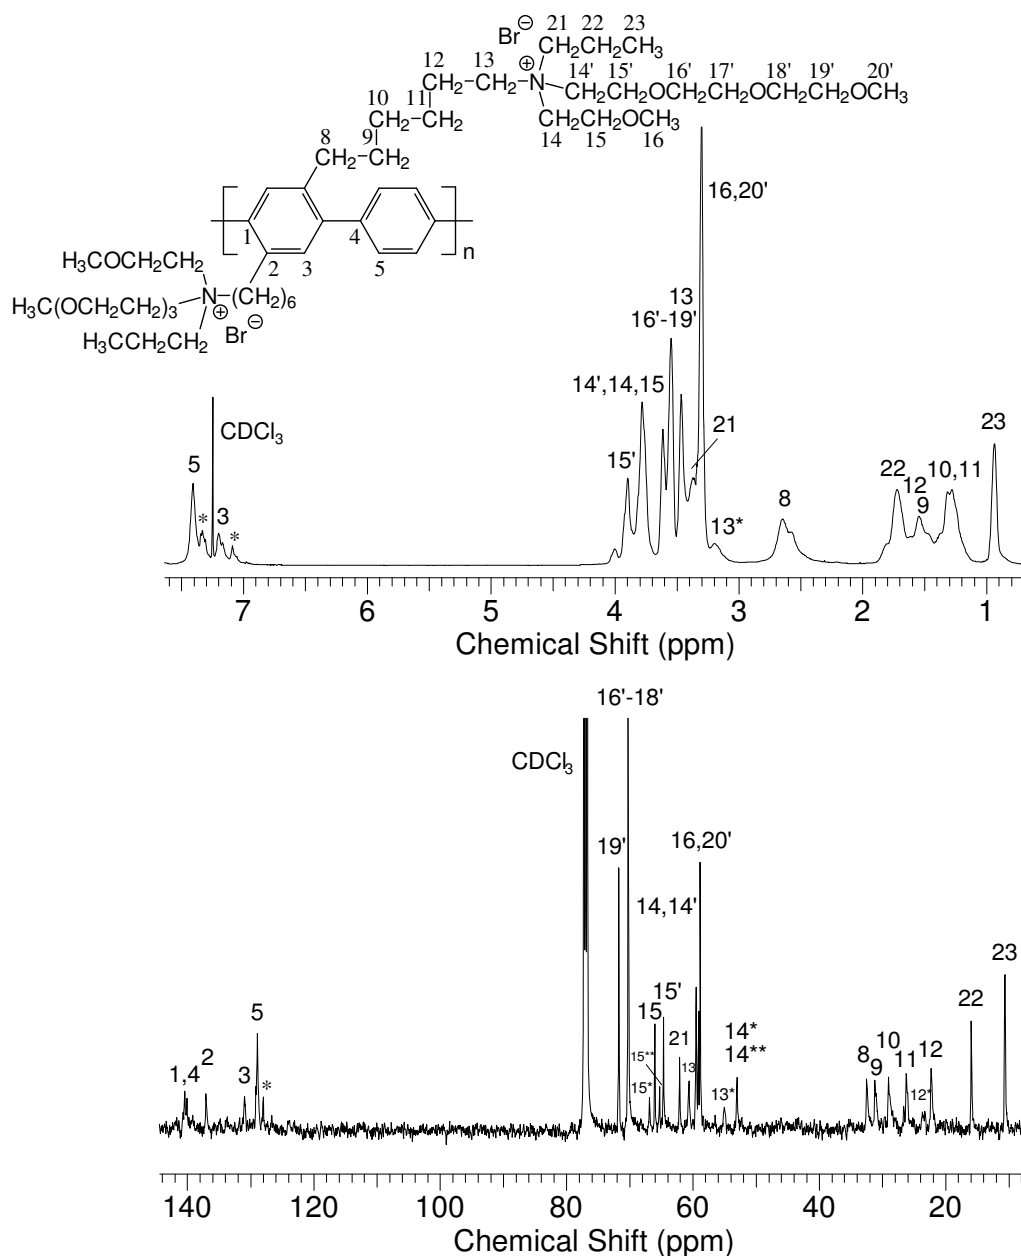 Br⊖
21 22 23
CH₂CH₂CH₃
12 13
⊕
14' 15' 16' 17' 18' 19' 20'
CH₂–CH₂–N–CH₂CH₂OCH₂CH₂OCH₂CH₂OCH₃
10 11
CH₂–CH₂
CH₂CH₂OCH₃
14 15 16
8 9
CH₂–CH₂
16,20'
1 4
n
2 3 5
H₃COCH₂CH₂
H₃C(OCH₂CH₂)₃–N–(CH₂)₆
⊕
Br⊖
H₃CCH₂CH₂
13
16'-19'
14',14,15
CDCl₃
21
23
5
15'
22
12
10,11
9
8
*
3
*
13*
7 6 5 4 3 2 1
Chemical Shift (ppm)
16'-18'
CDCl₃
19'
16,20'
14,14'
23
5
15'
15
14*
14**
22
2
21
15**
13
10
8
9
11
12
1,4
3
*
15*
13*
12*
140 120 100 80 60 40 20
Chemical Shift (ppm)